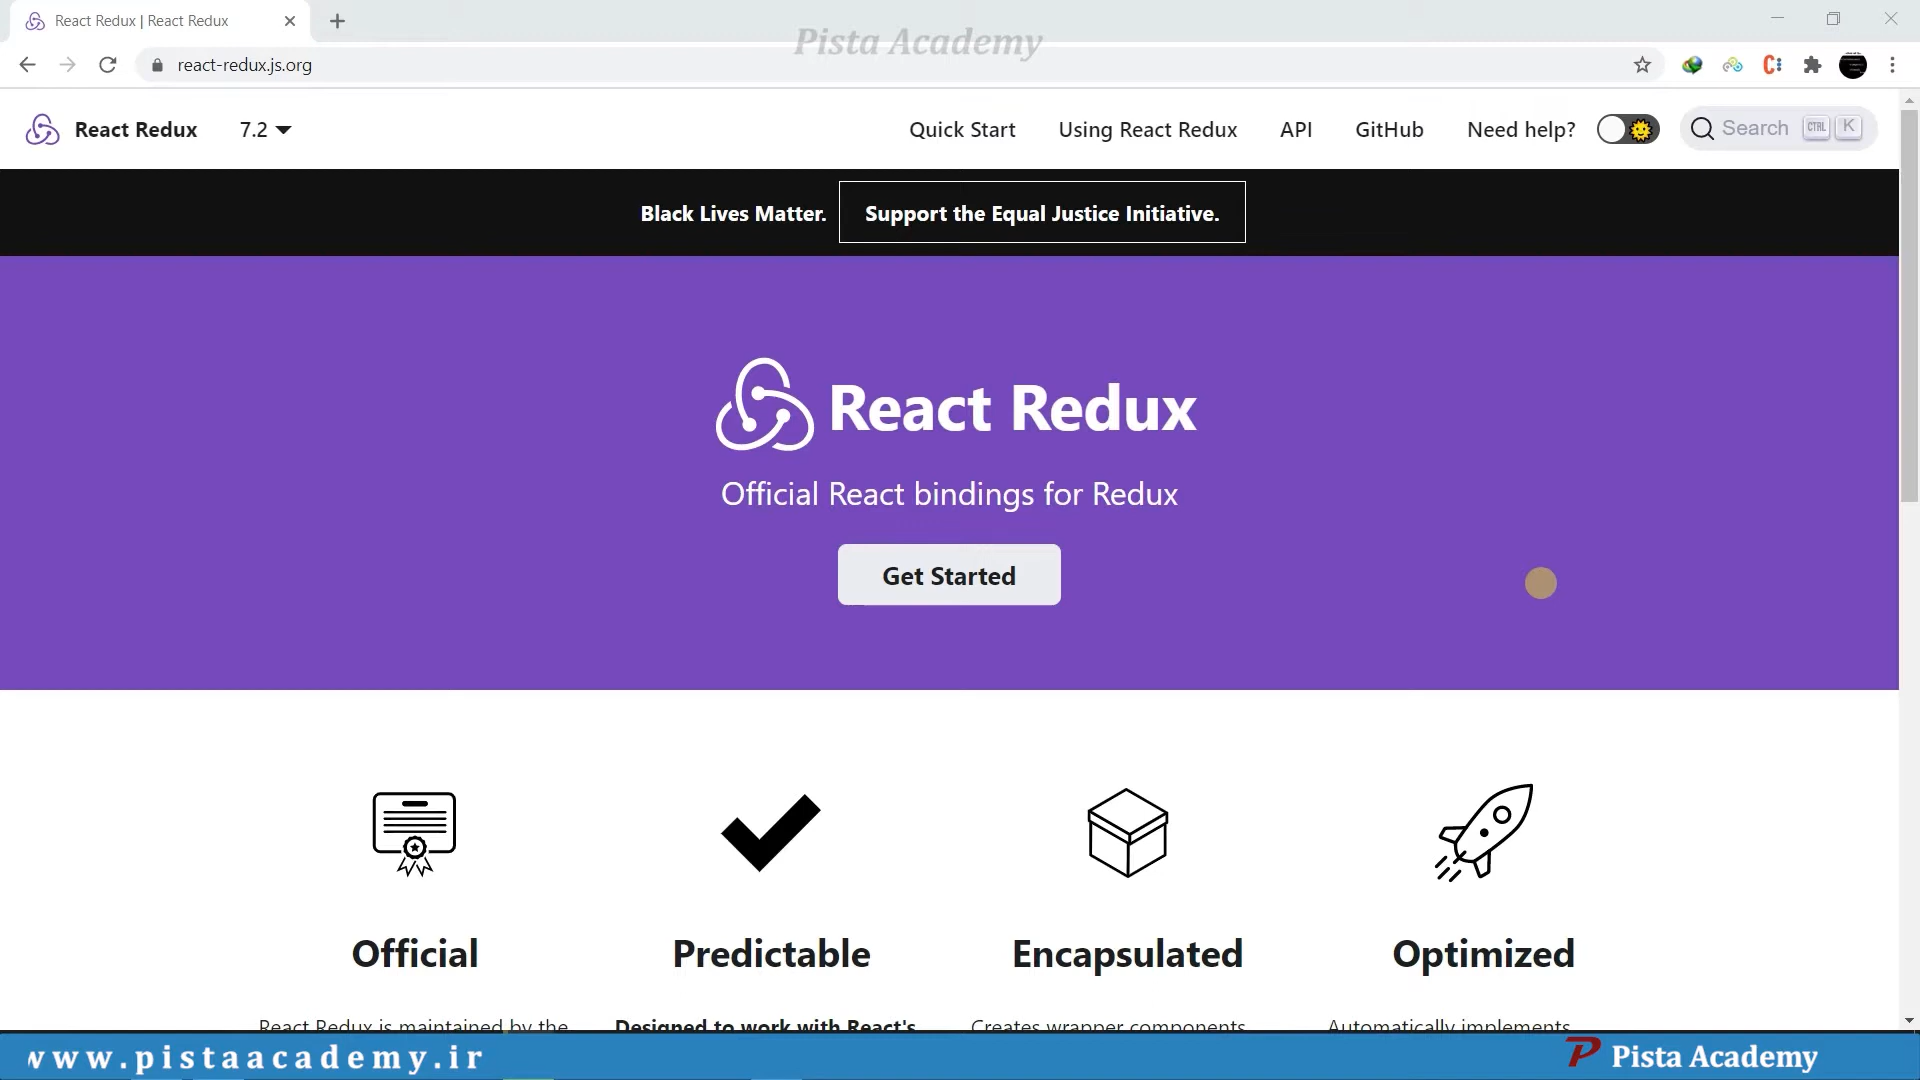 React Redux | React Redux
Pista Academy
react-redux.js.org
React Redux 7.2 Quick Start Using React Redux API GitHub Need help? Search CTRL K
Black Lives Matter. Support the Equal Justice Initiative.
React Redux
Official React bindings for Redux
Get Started
Official Predictable Encapsulated Optimized
React Redux is maintained by the Designed to work with React's Creates wrapper components Automatically implements
www.pistaacademy.ir Pista Academy